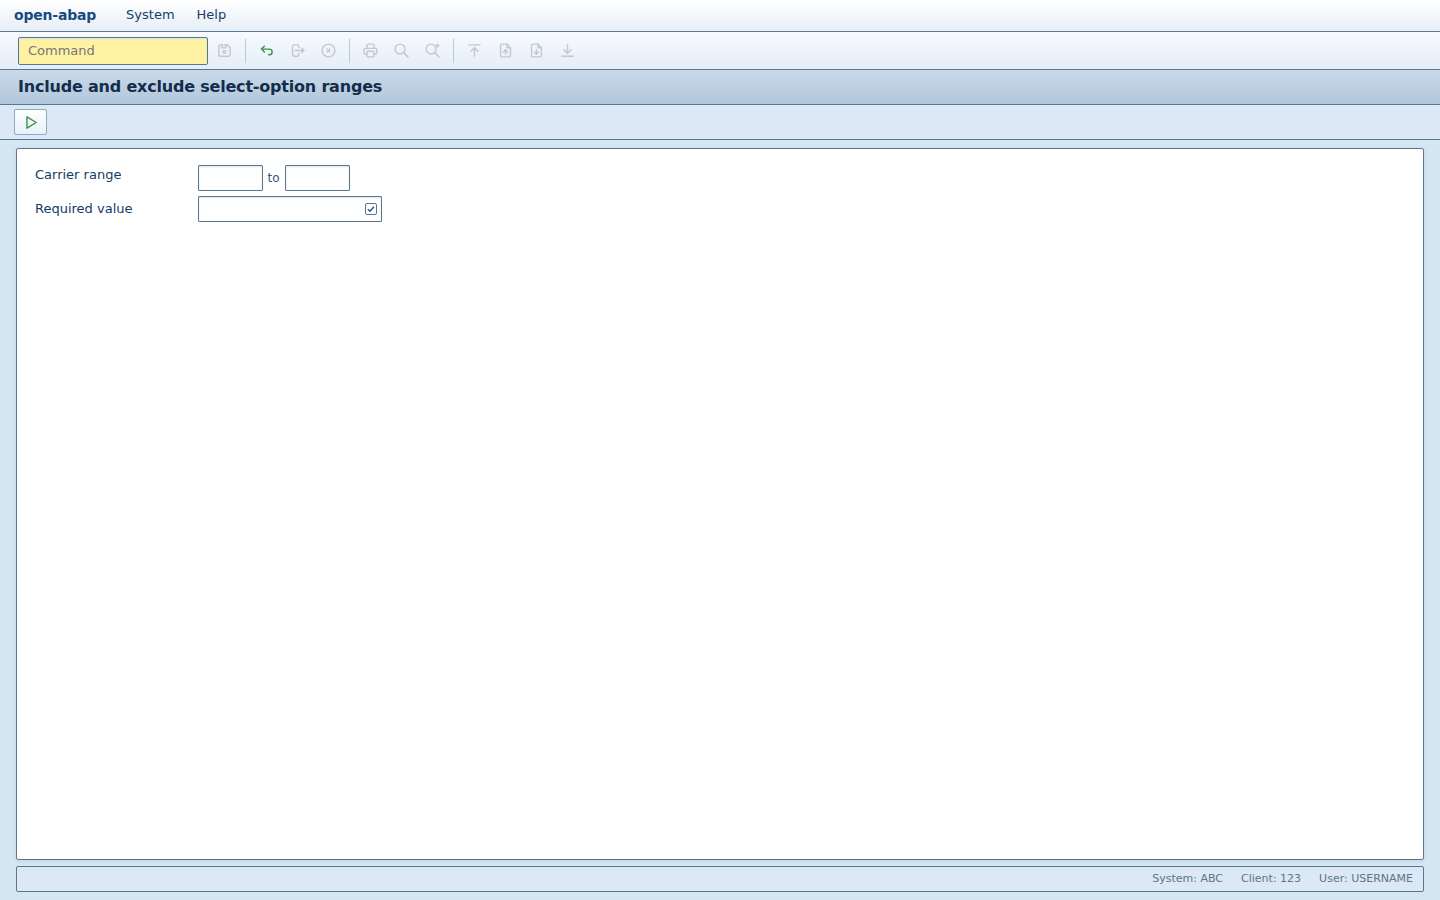 open-abap System Help
Command
Include and exclude select-option ranges
Carrier range to
Required value
System: ABC Client: 123 User: USERNAME